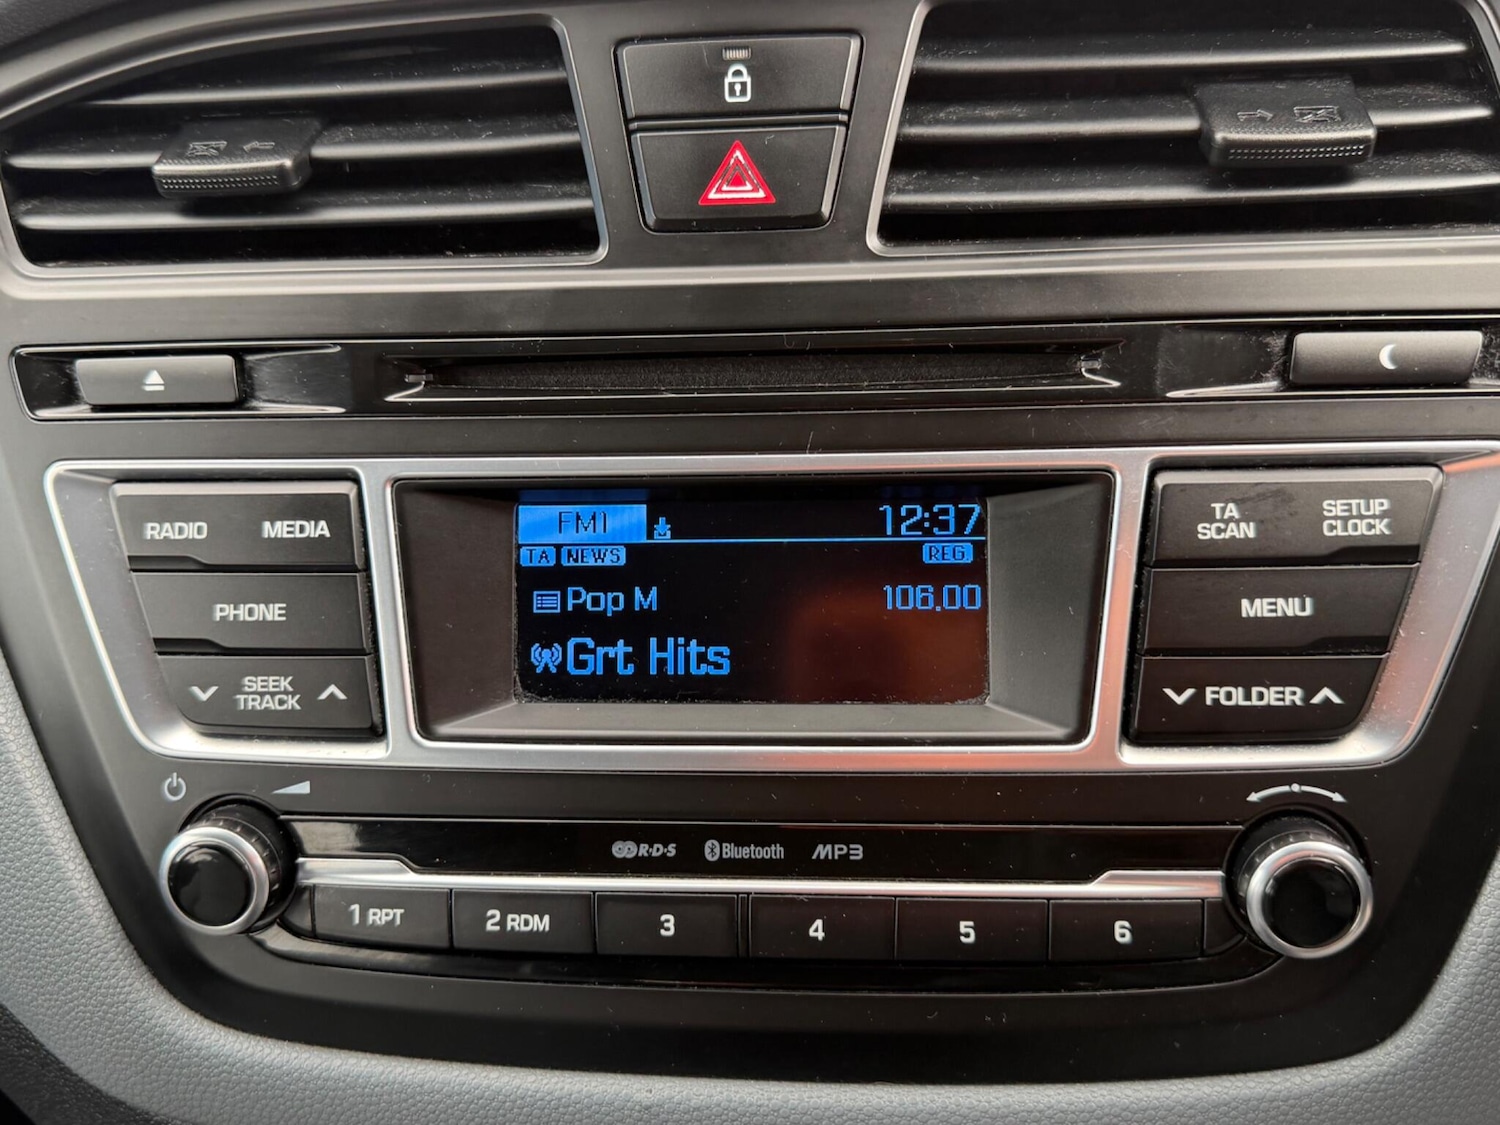 RADIO MEDIA
PHONE
SEEK
TRACK
FM1 12:37
TA NEWS REG
Pop M 106.00
Grt Hits
TA
SCAN
SETUP
CLOCK
MENU
FOLDER
R·D·S Bluetooth MP3
1 RPT 2 RDM 3 4 5 6